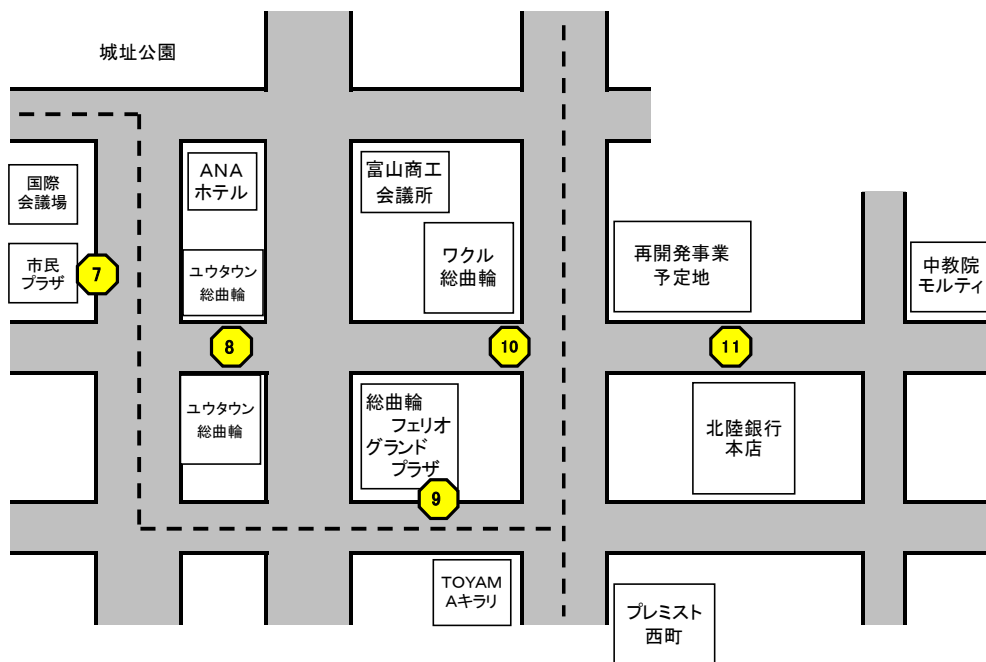 城址公園
国際
会議場
ANA
ホテル
富山商工
会議所
市民
プラザ
7
ユウタウン
総曲輪
ワクル
総曲輪
再開発事業
予定地
中教院
モルティ
8
10
11
ユウタウン
総曲輪
総曲輪
フェリオ
グランド
プラザ
9
北陸銀行
本店
TOYAM
Aキラリ
プレミスト
西町